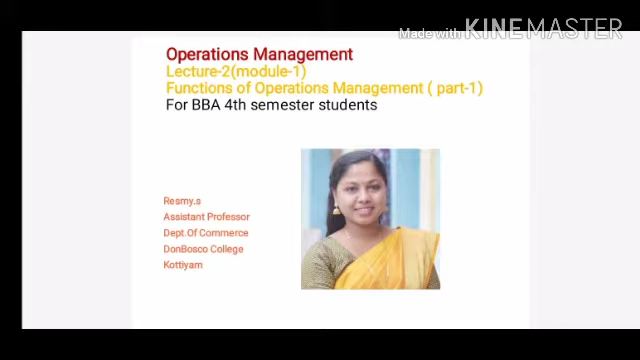 Made with KINEMASTER
Operations Management
Lecture-2(module-1)
Functions of Operations Management ( part-1)
For BBA 4th semester students
Resmy.s
Assistant Professor
Dept.Of Commerce
DonBosco College
Kottiyam